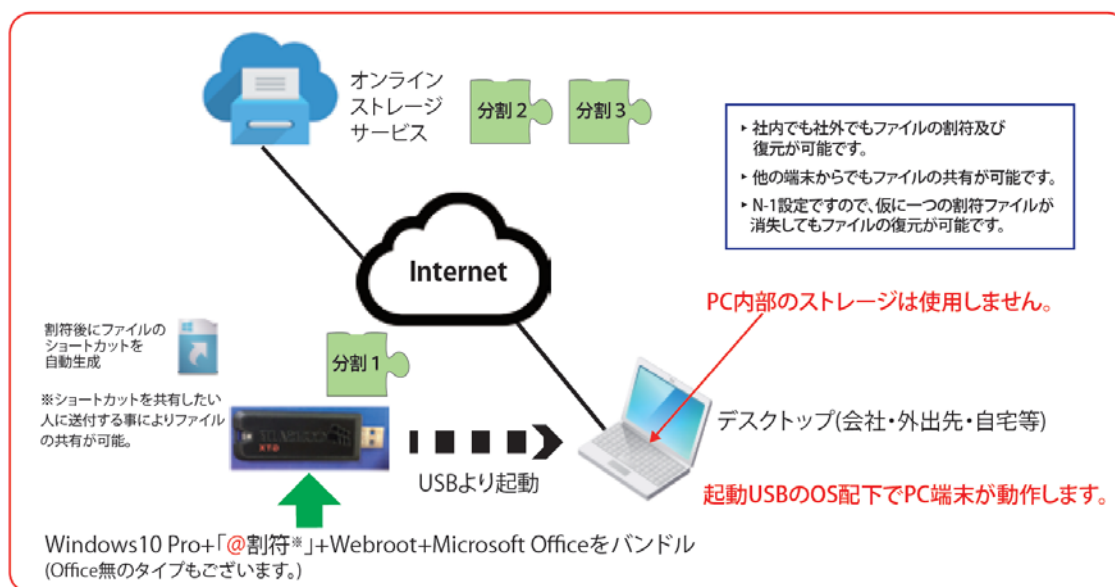 オンライン
ストレージ
サービス
分割2
分割3
▸ 社内でも社外でもファイルの割符及び
復元が可能です。
▸ 他の端末からでもファイルの共有が可能です。
▸ N-1設定ですので、仮に一つの割符ファイルが
消失してもファイルの復元が可能です。
Internet
PC内部のストレージは使用しません。
割符後にファイルの
ショートカットを
自動生成
分割1
※ショートカットを共有したい
人に送付する事によりファイル
の共有が可能。
デスクトップ(会社・外出先・自宅等)
USBより起動
起動USBのOS配下でPC端末が動作します。
Windows10 Pro+「@割符※」+Webroot+Microsoft Officeをバンドル
(Office無のタイプもございます。)